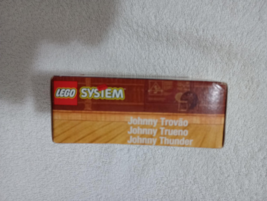 LEGO SYSTEM
Johnny Trovão
Johnny Trueno
Johnny Thunder